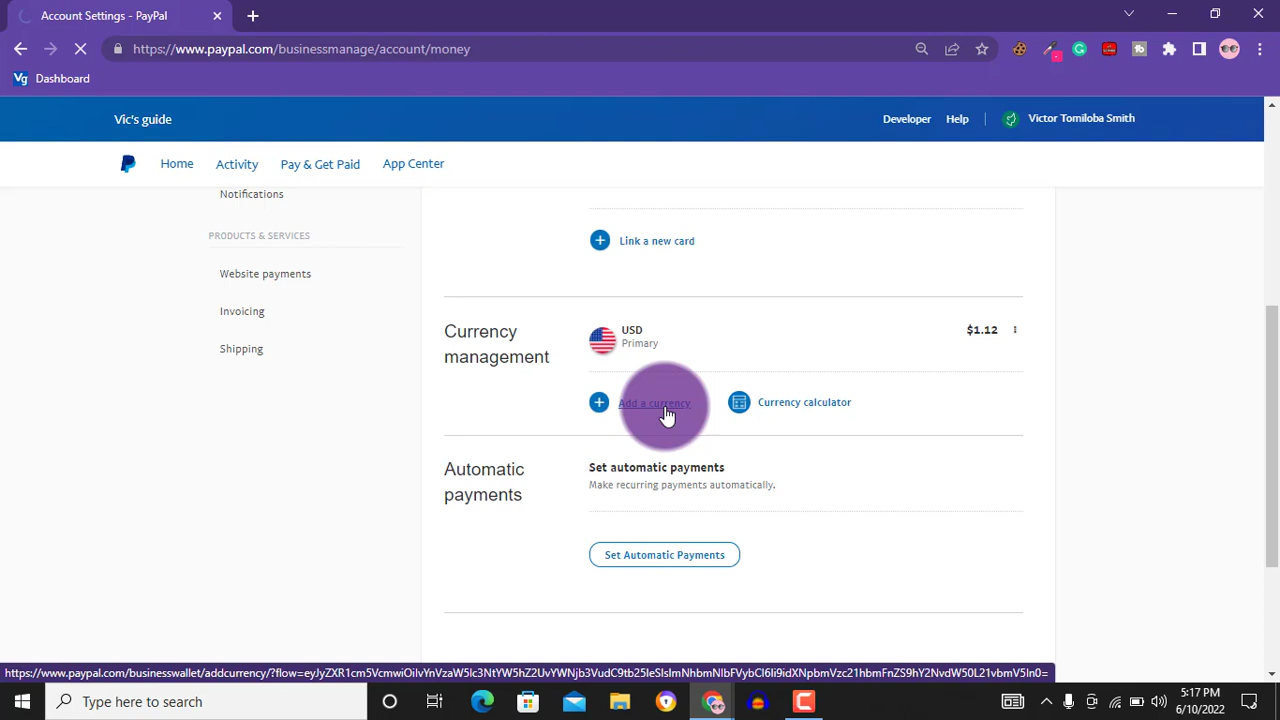 Account Settings - PayPal
https://www.paypal.com/businessmanage/account/money
Vg Dashboard
Vic's guide
Developer Help Victor Tomiloba Smith
Home Activity Pay & Get Paid App Center
Notifications
PRODUCTS & SERVICES
Website payments
Invoicing
Shipping
Link a new card
Currency management
USD
Primary
$1.12
Add a currency
Currency calculator
Automatic payments
Set automatic payments
Make recurring payments automatically.
Set Automatic Payments
Type here to search
5:17 PM
6/10/2022